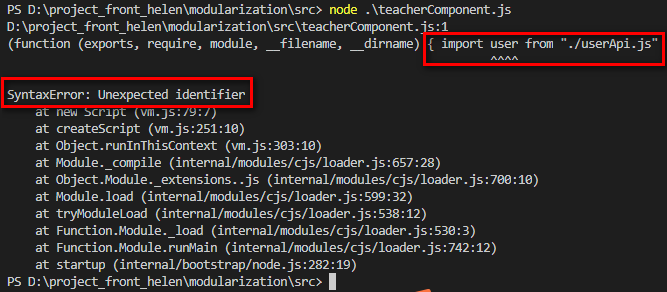 PS D:\project_front_helen\modularization\src> node .\teacherComponent.js
D:\project_front_helen\modularization\src\teacherComponent.js:1
(function (exports, require, module, __filename, __dirname) { import user from "./userApi.js"
^^^^
SyntaxError: Unexpected identifier
at new Script (vm.js:79:7)
at createScript (vm.js:251:10)
at Object.runInThisContext (vm.js:303:10)
at Module._compile (internal/modules/cjs/loader.js:657:28)
at Object.Module._extensions..js (internal/modules/cjs/loader.js:700:10)
at Module.load (internal/modules/cjs/loader.js:599:32)
at tryModuleLoad (internal/modules/cjs/loader.js:538:12)
at Function.Module._load (internal/modules/cjs/loader.js:530:3)
at Function.Module.runMain (internal/modules/cjs/loader.js:742:12)
at startup (internal/bootstrap/node.js:282:19)
PS D:\project_front_helen\modularization\src>